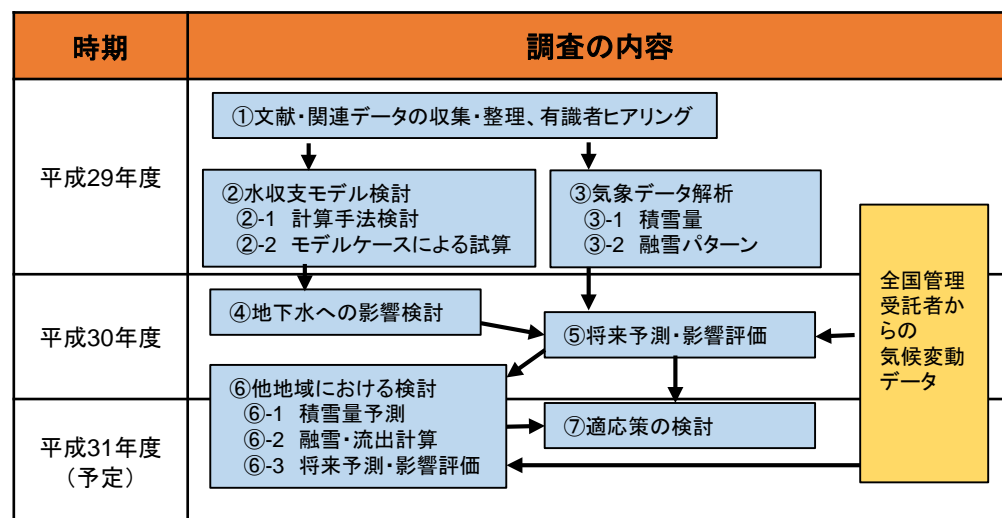 時期
調査の内容
平成29年度
①文献・関連データの収集・整理、有識者ヒアリング
②水収支モデル検討
②-1 計算手法検討
②-2 モデルケースによる試算
③気象データ解析
③-1 積雪量
③-2 融雪パターン
平成30年度
④地下水への影響検討
⑤将来予測・影響評価
全国管理
受託者か
らの
気候変動
データ
平成31年度
（予定）
⑥他地域における検討
⑥-1 積雪量予測
⑥-2 融雪・流出計算
⑥-3 将来予測・影響評価
⑦適応策の検討